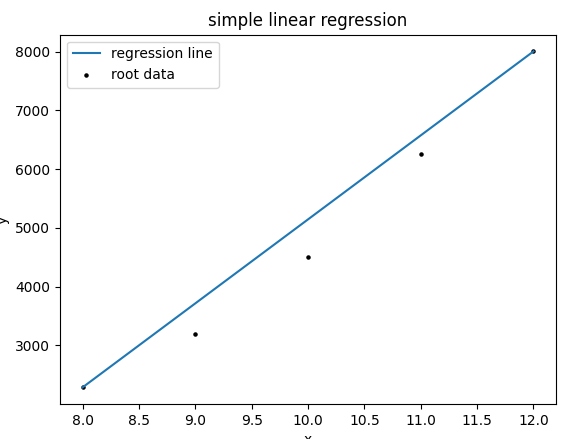 simple linear regression
regression line
root data
8000
7000
6000
5000
4000
3000
y
8.0 8.5 9.0 9.5 10.0 10.5 11.0 11.5 12.0
x